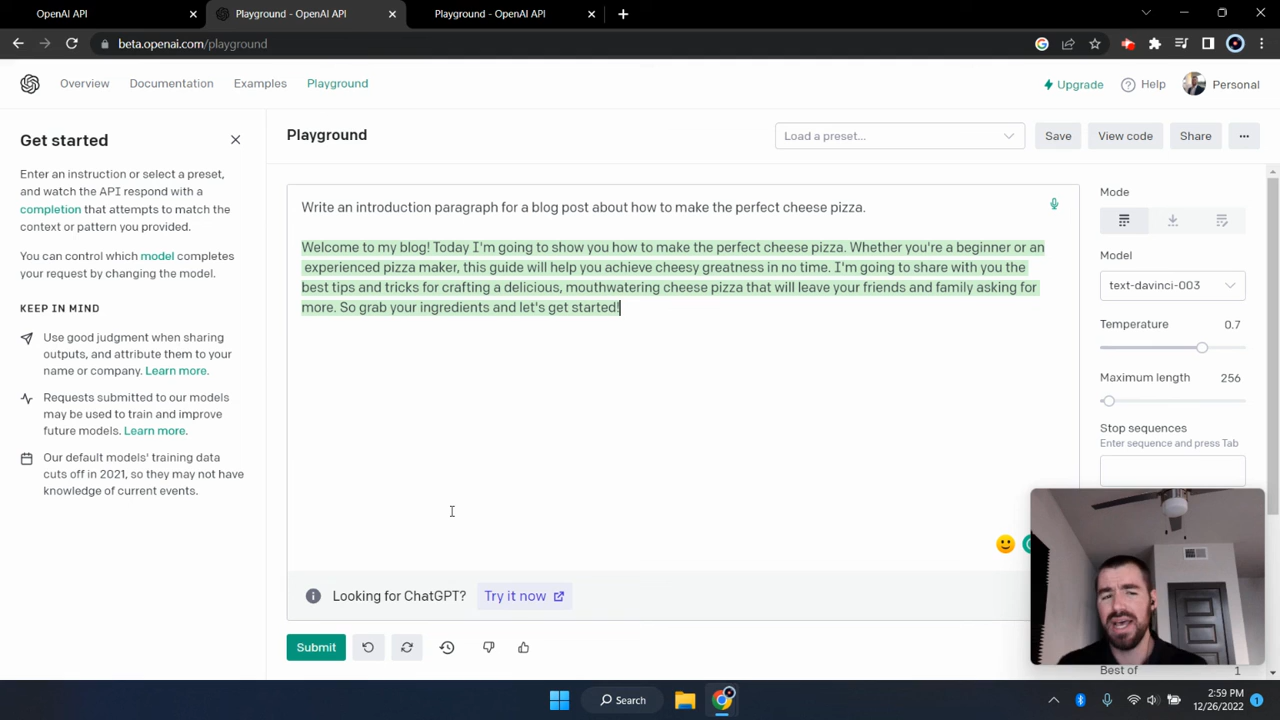 OpenAI API
Playground - OpenAI API
Playground - OpenAI API
beta.openai.com/playground
Overview
Documentation
Examples
Playground
Upgrade
Help
Personal
Get started
Enter an instruction or select a preset,
and watch the API respond with a
completion that attempts to match the
context or pattern you provided.
You can control which model completes
your request by changing the model.
KEEP IN MIND
Use good judgment when sharing
outputs, and attribute them to your
name or company. Learn more.
Requests submitted to our models
may be used to train and improve
future models. Learn more.
Our default models' training data
cuts off in 2021, so they may not have
knowledge of current events.
Playground
Load a preset...
Save
View code
Share
Write an introduction paragraph for a blog post about how to make the perfect cheese pizza.
Welcome to my blog! Today I'm going to show you how to make the perfect cheese pizza. Whether you're a beginner or an
experienced pizza maker, this guide will help you achieve cheesy greatness in no time. I'm going to share with you the
best tips and tricks for crafting a delicious, mouthwatering cheese pizza that will leave your friends and family asking for
more. So grab your ingredients and let's get started!
Looking for ChatGPT? Try it now
Submit
Mode
Model
text-davinci-003
Temperature 0.7
Maximum length 256
Stop sequences
Enter sequence and press Tab
Best of 1
Search
2:59 PM
12/26/2022
1